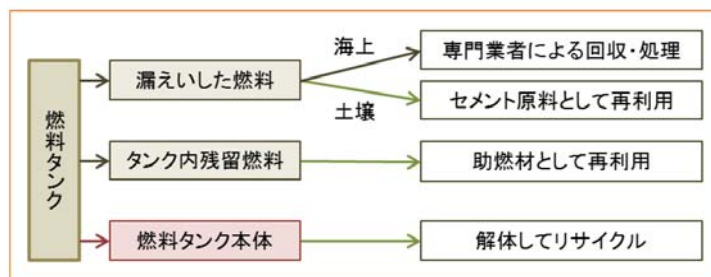 燃料タンク
漏えいした燃料
海上
専門業者による回収・処理
土壌
セメント原料として再利用
タンク内残留燃料
助燃材として再利用
燃料タンク本体
解体してリサイクル